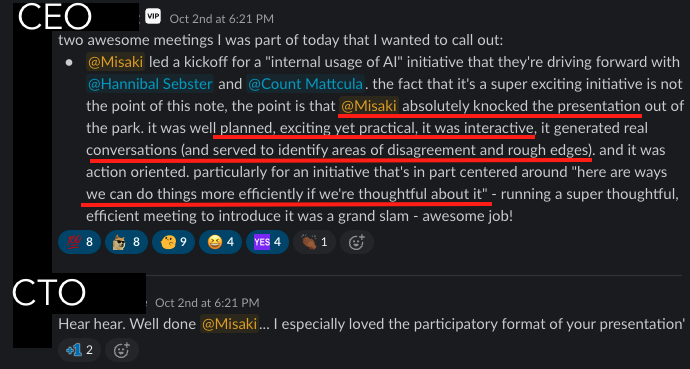 CEO
VIP Oct 2nd at 6:21 PM
two awesome meetings I was part of today that I wanted to call out:
• @Misaki led a kickoff for a "internal usage of AI" initiative that they're driving forward with
@Hannibal Sebster and @Count Mattcula. the fact that it's a super exciting initiative is not
the point of this note, the point is that @Misaki absolutely knocked the presentation out of
the park. it was well planned, exciting yet practical, it was interactive, it generated real
conversations (and served to identify areas of disagreement and rough edges). and it was
action oriented. particularly for an initiative that's in part centered around "here are ways
we can do things more efficiently if we're thoughtful about it" - running a super thoughtful,
efficient meeting to introduce it was a grand slam - awesome job!
💯 8 8 🤔 9 😆 4 YES 4 1
CTO
Oct 2nd at 6:21 PM
Hear hear. Well done @Misaki... I especially loved the participatory format of your presentation'
+1 2